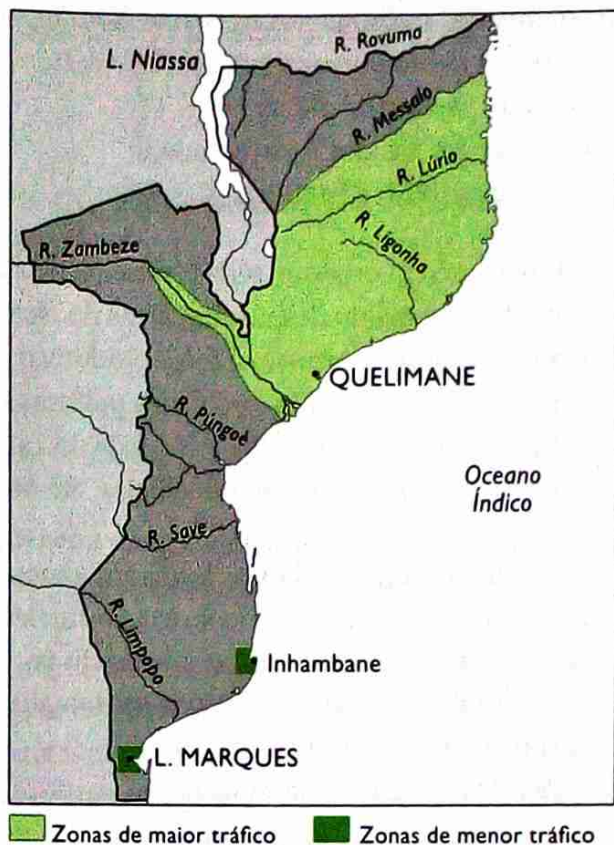 R. Rovuma
L. Niassa
R. Messalo
R. Lúrio
R. Ligonha
R. Zambeze
QUELIMANE
R. Púngoè
Oceano
Índico
R. Save
R. Limpopo
Inhambane
L. MARQUES
Zonas de maior tráfico
Zonas de menor tráfico